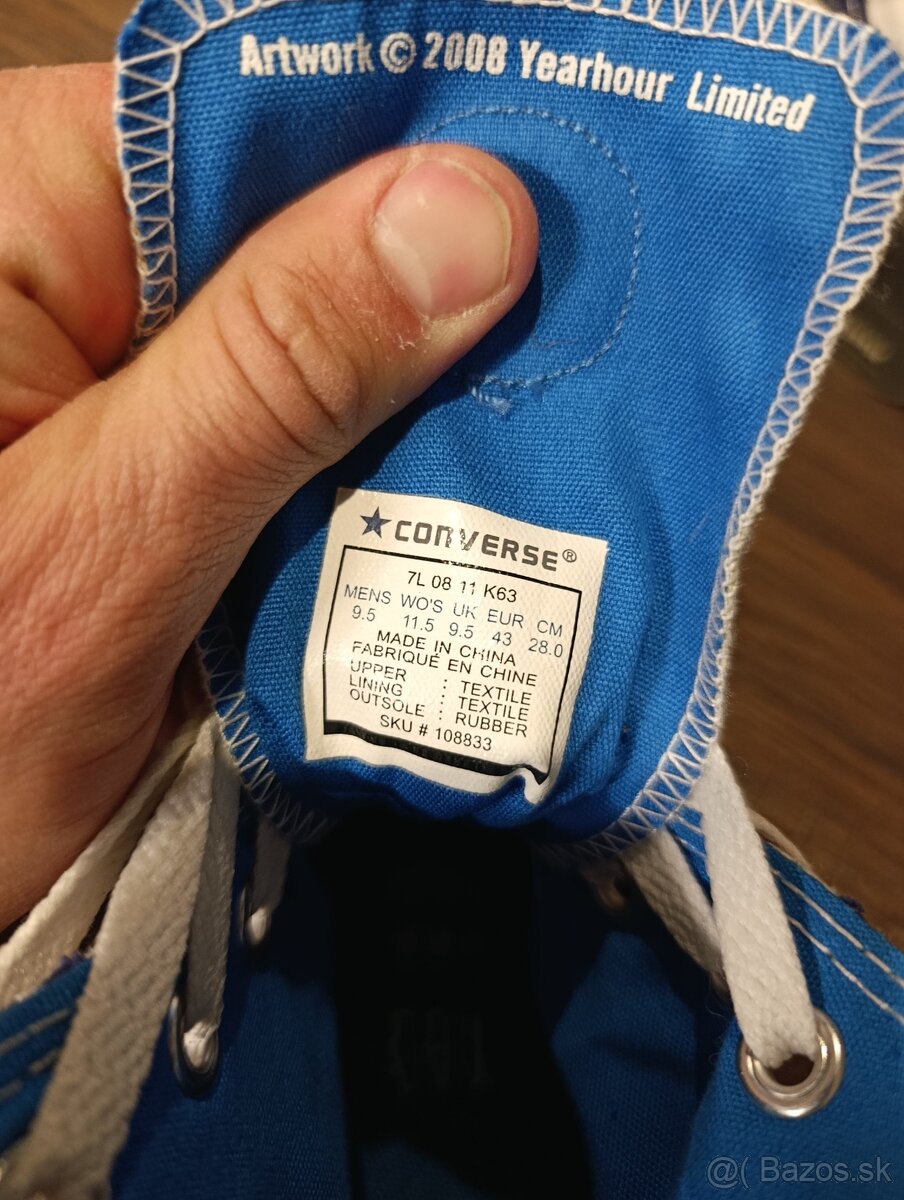 Artwork © 2008 Yearhour Limited
★CONVERSE®
7L 08 11 K63
MENS WO'S UK EUR CM
9.5 11.5 9.5 43 28.0
MADE IN CHINA
FABRIQUÉ EN CHINE
UPPER : TEXTILE
LINING : TEXTILE
OUTSOLE : RUBBER
SKU # 108833
@( Bazos.sk